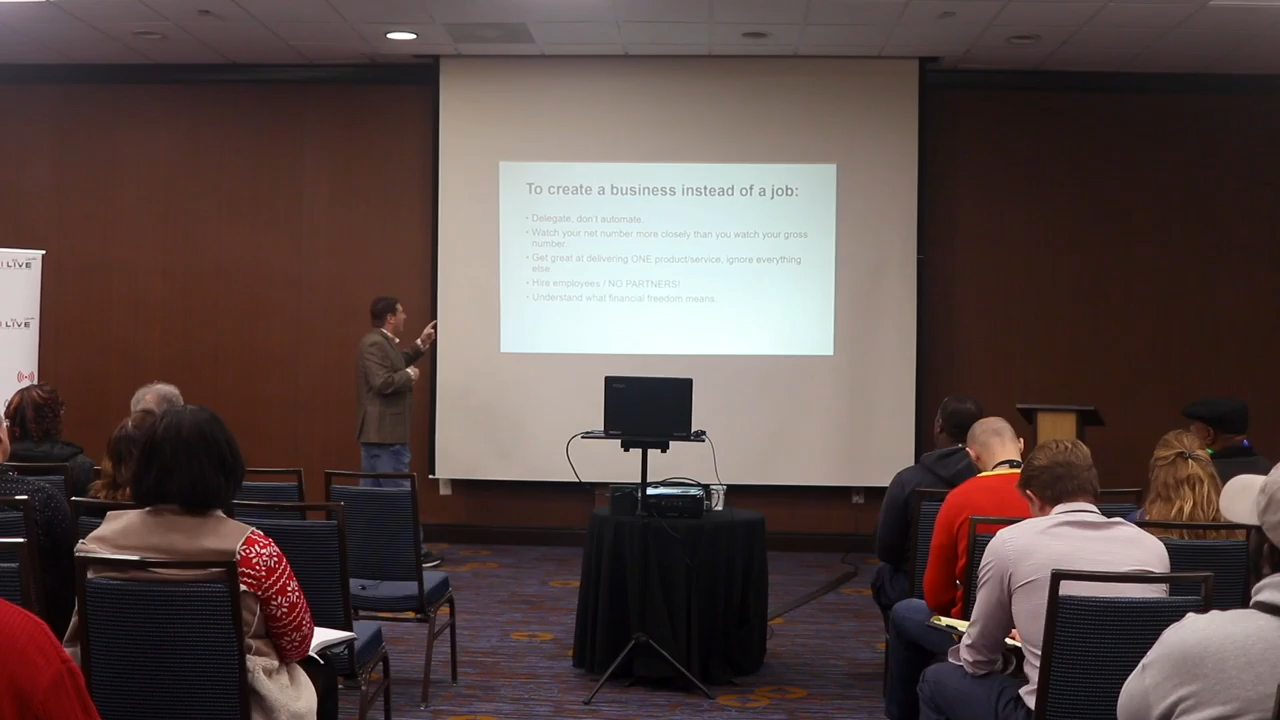 To create a business instead of a job:
• Delegate, don't automate.
• Watch your net number more closely than you watch your gross
number.
• Get great at delivering ONE product/service, ignore everything
else.
• Hire employees / NO PARTNERS!
• Understand what financial freedom means.
LIVE
LIVE